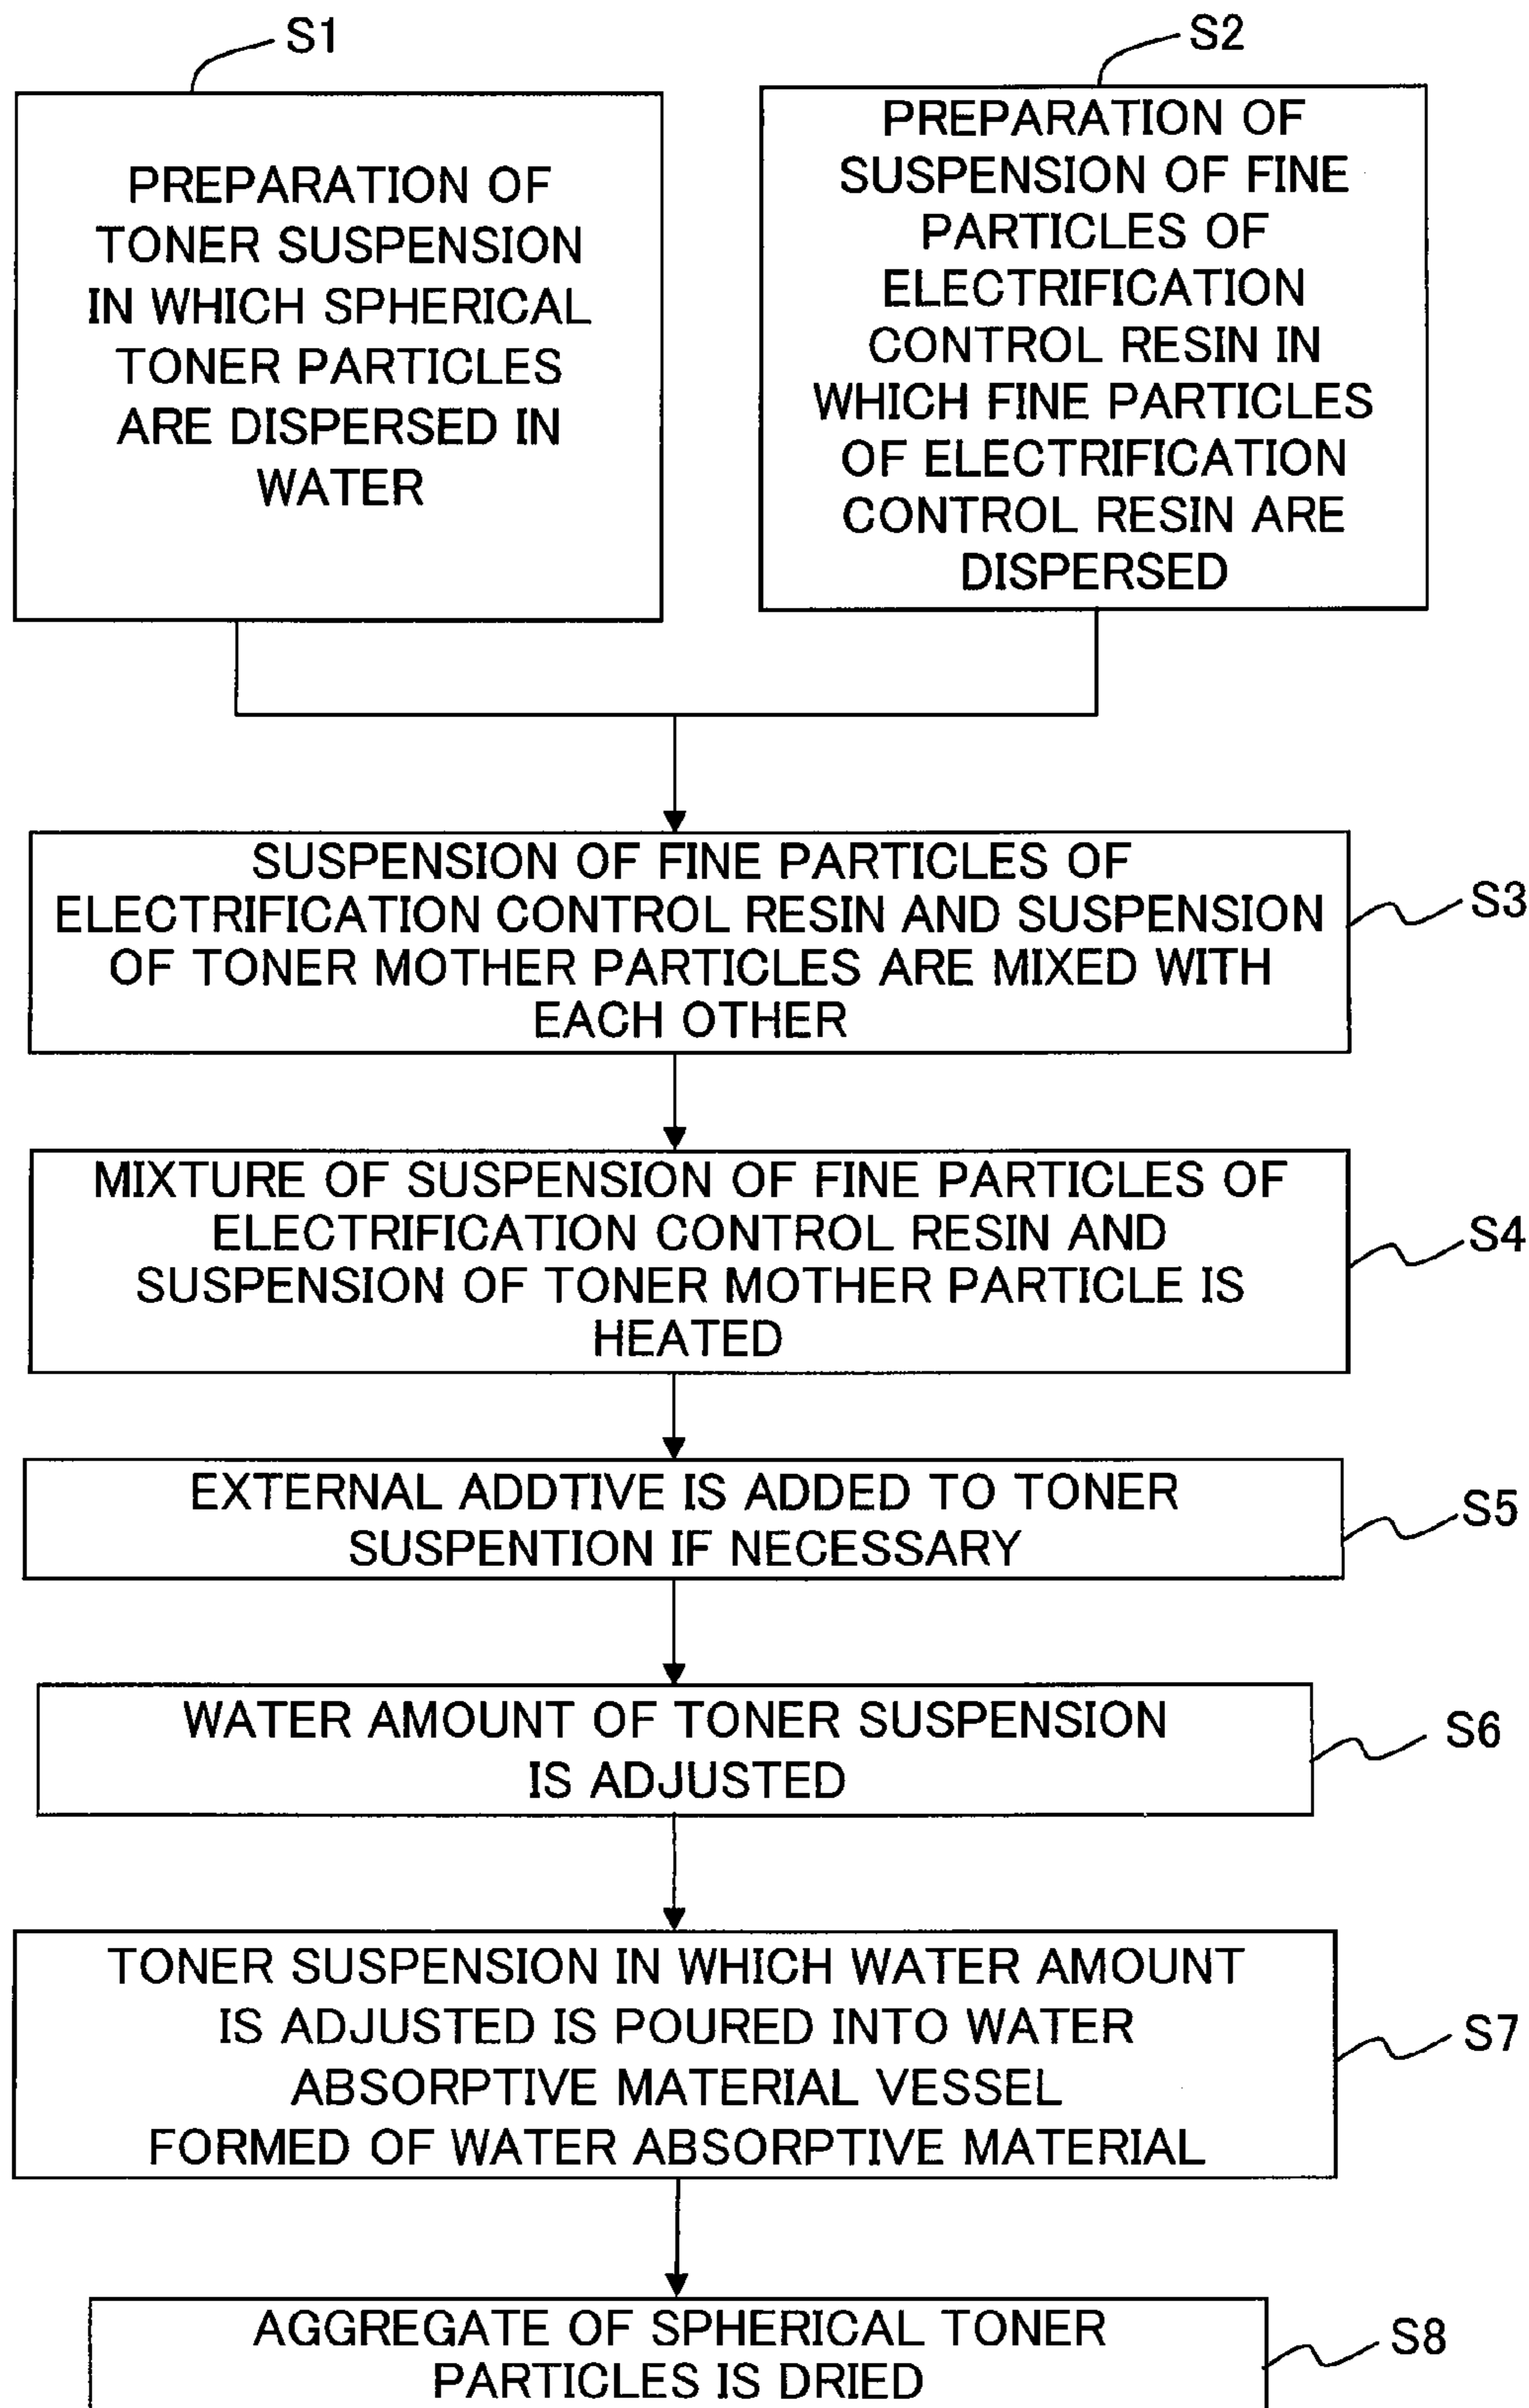 S1
PREPARATION OF
TONER SUSPENSION
IN WHICH SPHERICAL
TONER PARTICLES
ARE DISPERSED IN
WATER
S2
PREPARATION OF
SUSPENSION OF FINE
PARTICLES OF
ELECTRIFICATION
CONTROL RESIN IN
WHICH FINE PARTICLES
OF ELECTRIFICATION
CONTROL RESIN ARE
DISPERSED
SUSPENSION OF FINE PARTICLES OF
ELECTRIFICATION CONTROL RESIN AND SUSPENSION
OF TONER MOTHER PARTICLES ARE MIXED WITH
EACH OTHER
S3
MIXTURE OF SUSPENSION OF FINE PARTICLES OF
ELECTRIFICATION CONTROL RESIN AND
SUSPENSION OF TONER MOTHER PARTICLE IS
HEATED
S4
EXTERNAL ADDTIVE IS ADDED TO TONER
SUSPENTION IF NECESSARY
S5
WATER AMOUNT OF TONER SUSPENSION
IS ADJUSTED
S6
TONER SUSPENSION IN WHICH WATER AMOUNT
IS ADJUSTED IS POURED INTO WATER
ABSORPTIVE MATERIAL VESSEL
FORMED OF WATER ABSORPTIVE MATERIAL
S7
AGGREGATE OF SPHERICAL TONER
PARTICLES IS DRIED
S8